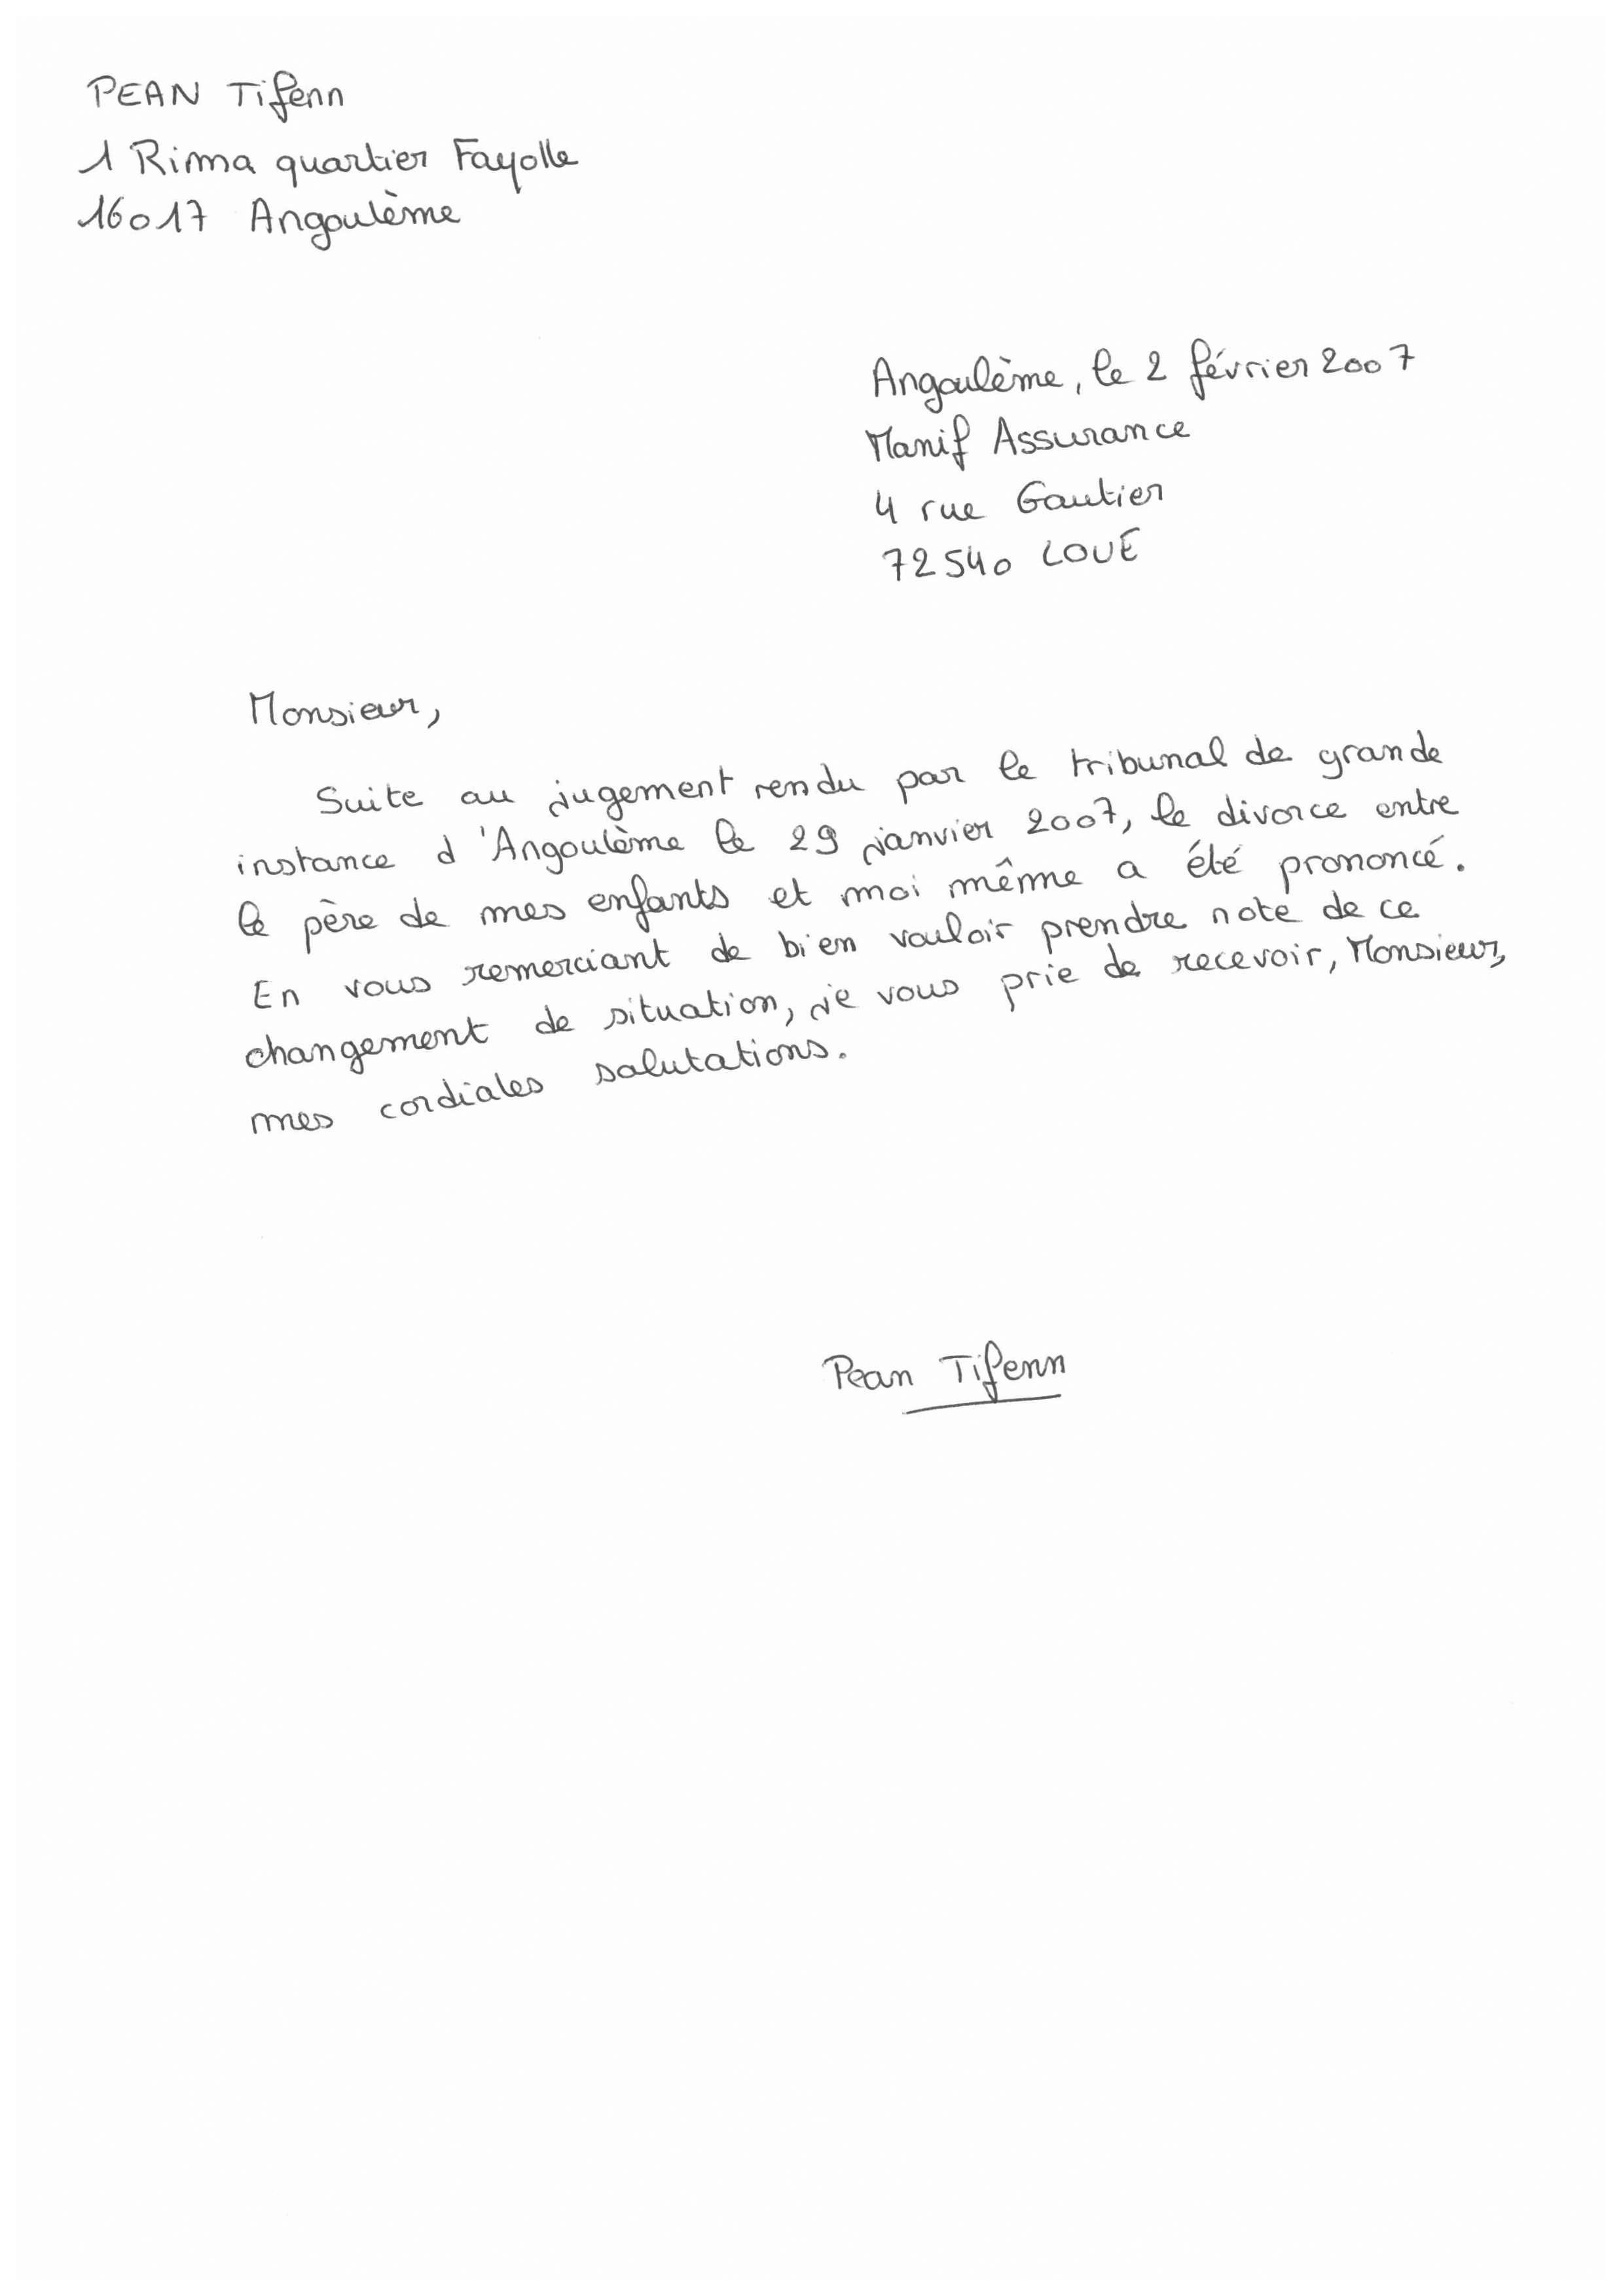 PEAN Tifenn
1 Rima quartier Fayolle
16017 Angoulème
Angoulème, le 2 février 2007
Manif Assurance
4 rue Gautier
72540 LOUÉ
Monsieur,
Suite au jugement rendu par le tribunal de grande
instance d'Angoulème le 29 janvier 2007, le divorce entre
le père de mes enfants et moi même a été prononcé.
En vous remerciant de bien vouloir prendre note de ce
changement de situation, je vous prie de recevoir, Monsieur,
mes cordiales salutations.
Pean Tifenn